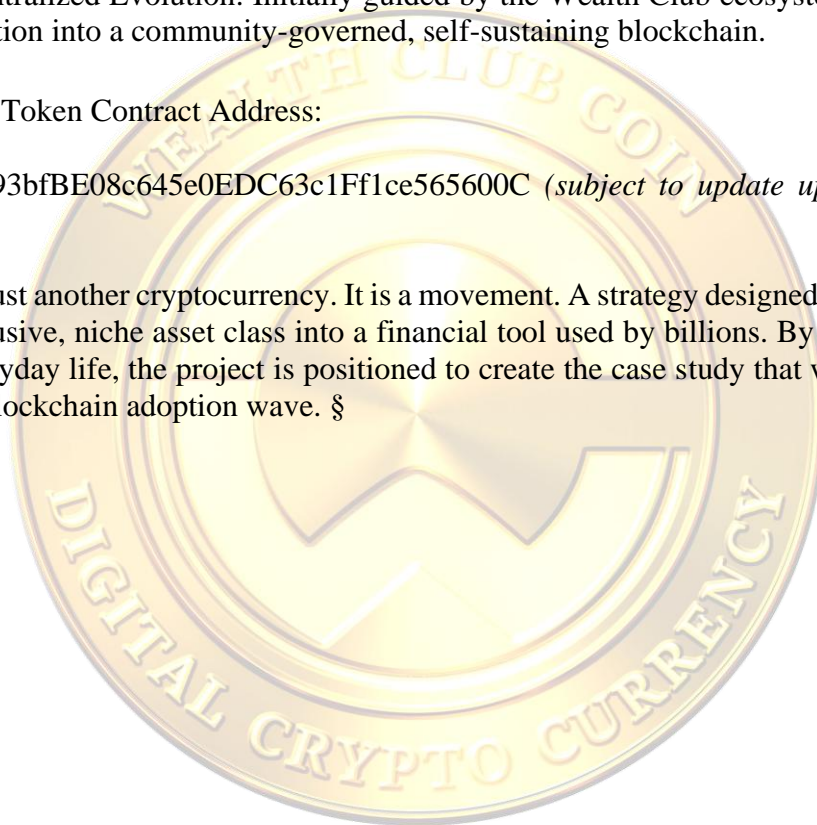 ntralized Evolution. Initially guided by the Wealth Club ecosyste
tion into a community-governed, self-sustaining blockchain.
Token Contract Address:
93bfBE08c645e0EDC63c1Ff1ce565600C (subject to update up
ust another cryptocurrency. It is a movement. A strategy designed
usive, niche asset class into a financial tool used by billions. By
yday life, the project is positioned to create the case study that
lockchain adoption wave. §
WEALTH CLUB COIN
DIGITAL CRYPTO CURRENCY